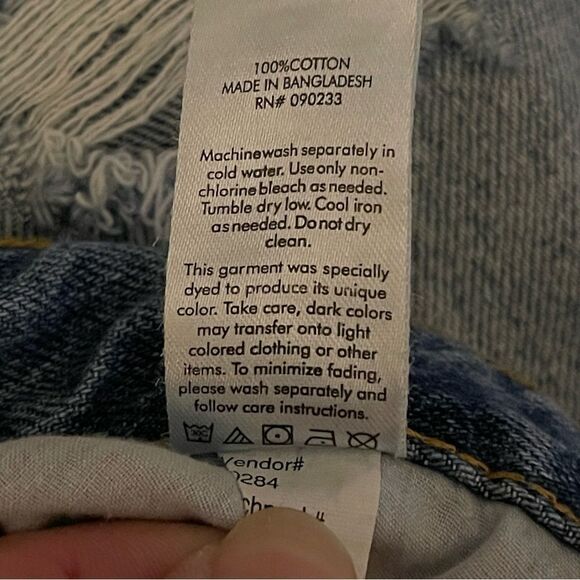 100%COTTON
MADE IN BANGLADESH
RN# 090233
Machinewash separately in
cold water. Useonly non-
chlorine bleach as needed.
Tumble dry low. Cool iron
as needed. Do not dry
clean.
This garment was specially
dyed to produce its unique
color. Take care, dark colors
may transfer onto light
colored clothing or other
items. To minimize fading,
please wash separately and
follow care instructions.
Vendor#
0284